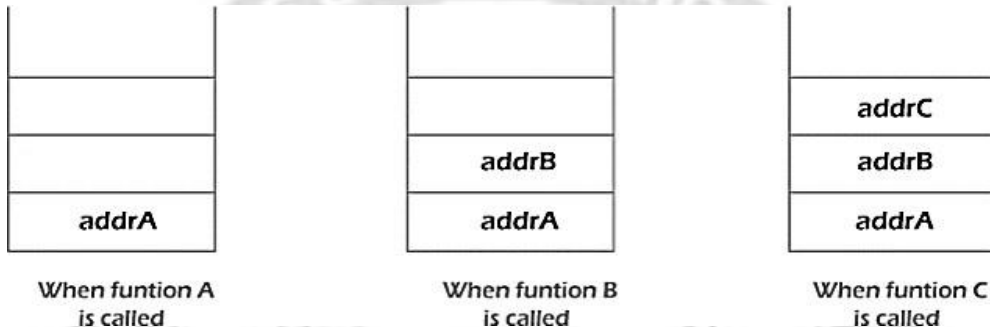 addrC
addrB addrB
addrA addrA addrA
When funtion A When funtion B When funtion C
is called is called is called